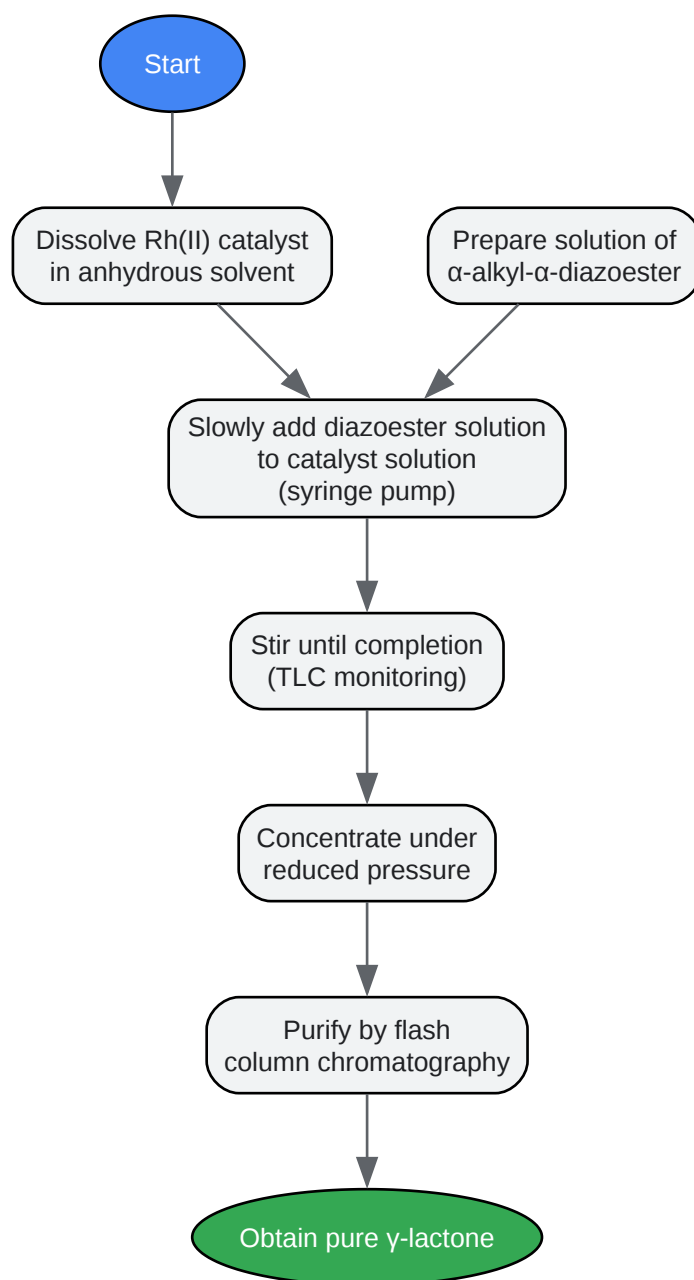 Start
Dissolve Rh(II) catalyst
in anhydrous solvent
Prepare solution of
α-alkyl-α-diazoester
Slowly add diazoester solution
to catalyst solution
(syringe pump)
Stir until completion
(TLC monitoring)
Concentrate under
reduced pressure
Purify by flash
column chromatography
Obtain pure γ-lactone